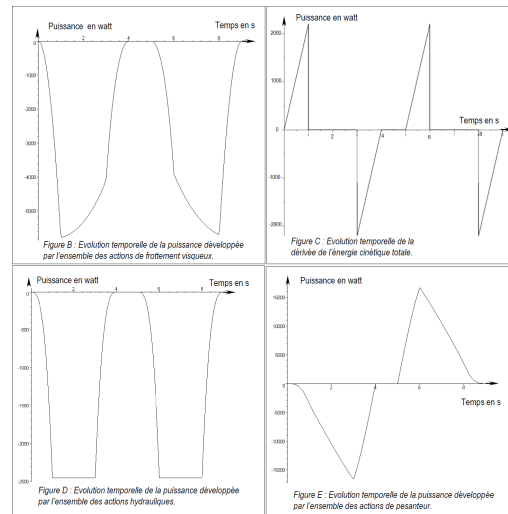 Puissance en watt
Temps en s
0
2
4
6
8
-1000
-2000
-3000
-4000
-5000
Figure B : Evolution temporelle de la puissance développée
par l'ensemble des actions de frottement visqueux.
Puissance en watt
2000
1000
Temps en s
0
1
2
3
4
6
8
-1000
-2000
Figure C : Evolution temporelle de la
dérivée de l'énergie cinétique totale.
Puissance en watt
Temps en s
0
2
4
6
8
-500
-1000
-1500
-2000
-2500
Figure D : Evolution temporelle de la puissance développée
par l'ensemble des actions hydrauliques.
Puissance en watt
15000
10000
5000
0
2
4
6
8
Temps en s
-5000
-10000
-15000
Figure E : Evolution temporelle de la puissance développée
par l'ensemble des actions de pesanteur.